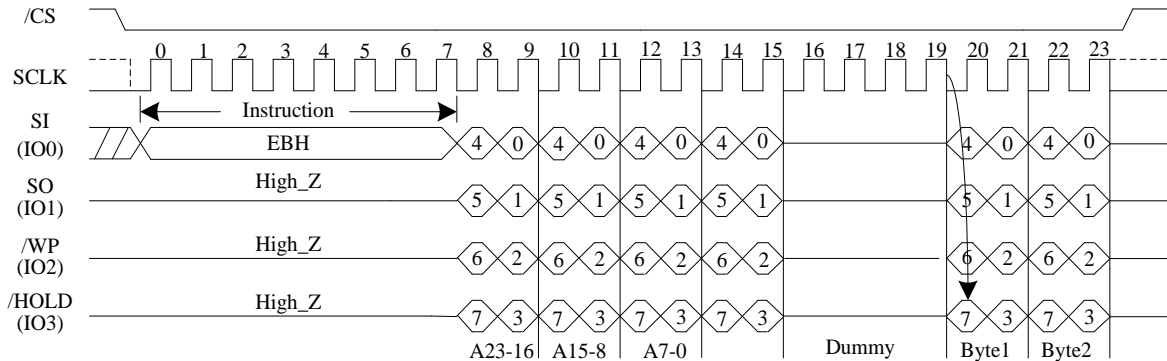 /CS
0 1 2 3 4 5 6 7 8 9 10 11 12 13 14 15 16 17 18 19 20 21 22 23
SCLK
Instruction
SI
(IO0)
EBH
4 0 4 0 4 0 4 0 4 0 4 0
SO
(IO1)
High_Z
5 1 5 1 5 1 5 1 5 1 5 1
/WP
(IO2)
High_Z
6 2 6 2 6 2 6 2 6 2 6 2
/HOLD
(IO3)
High_Z
7 3 7 3 7 3 7 3 7 3 7 3
A23-16 A15-8 A7-0 Dummy Byte1 Byte2